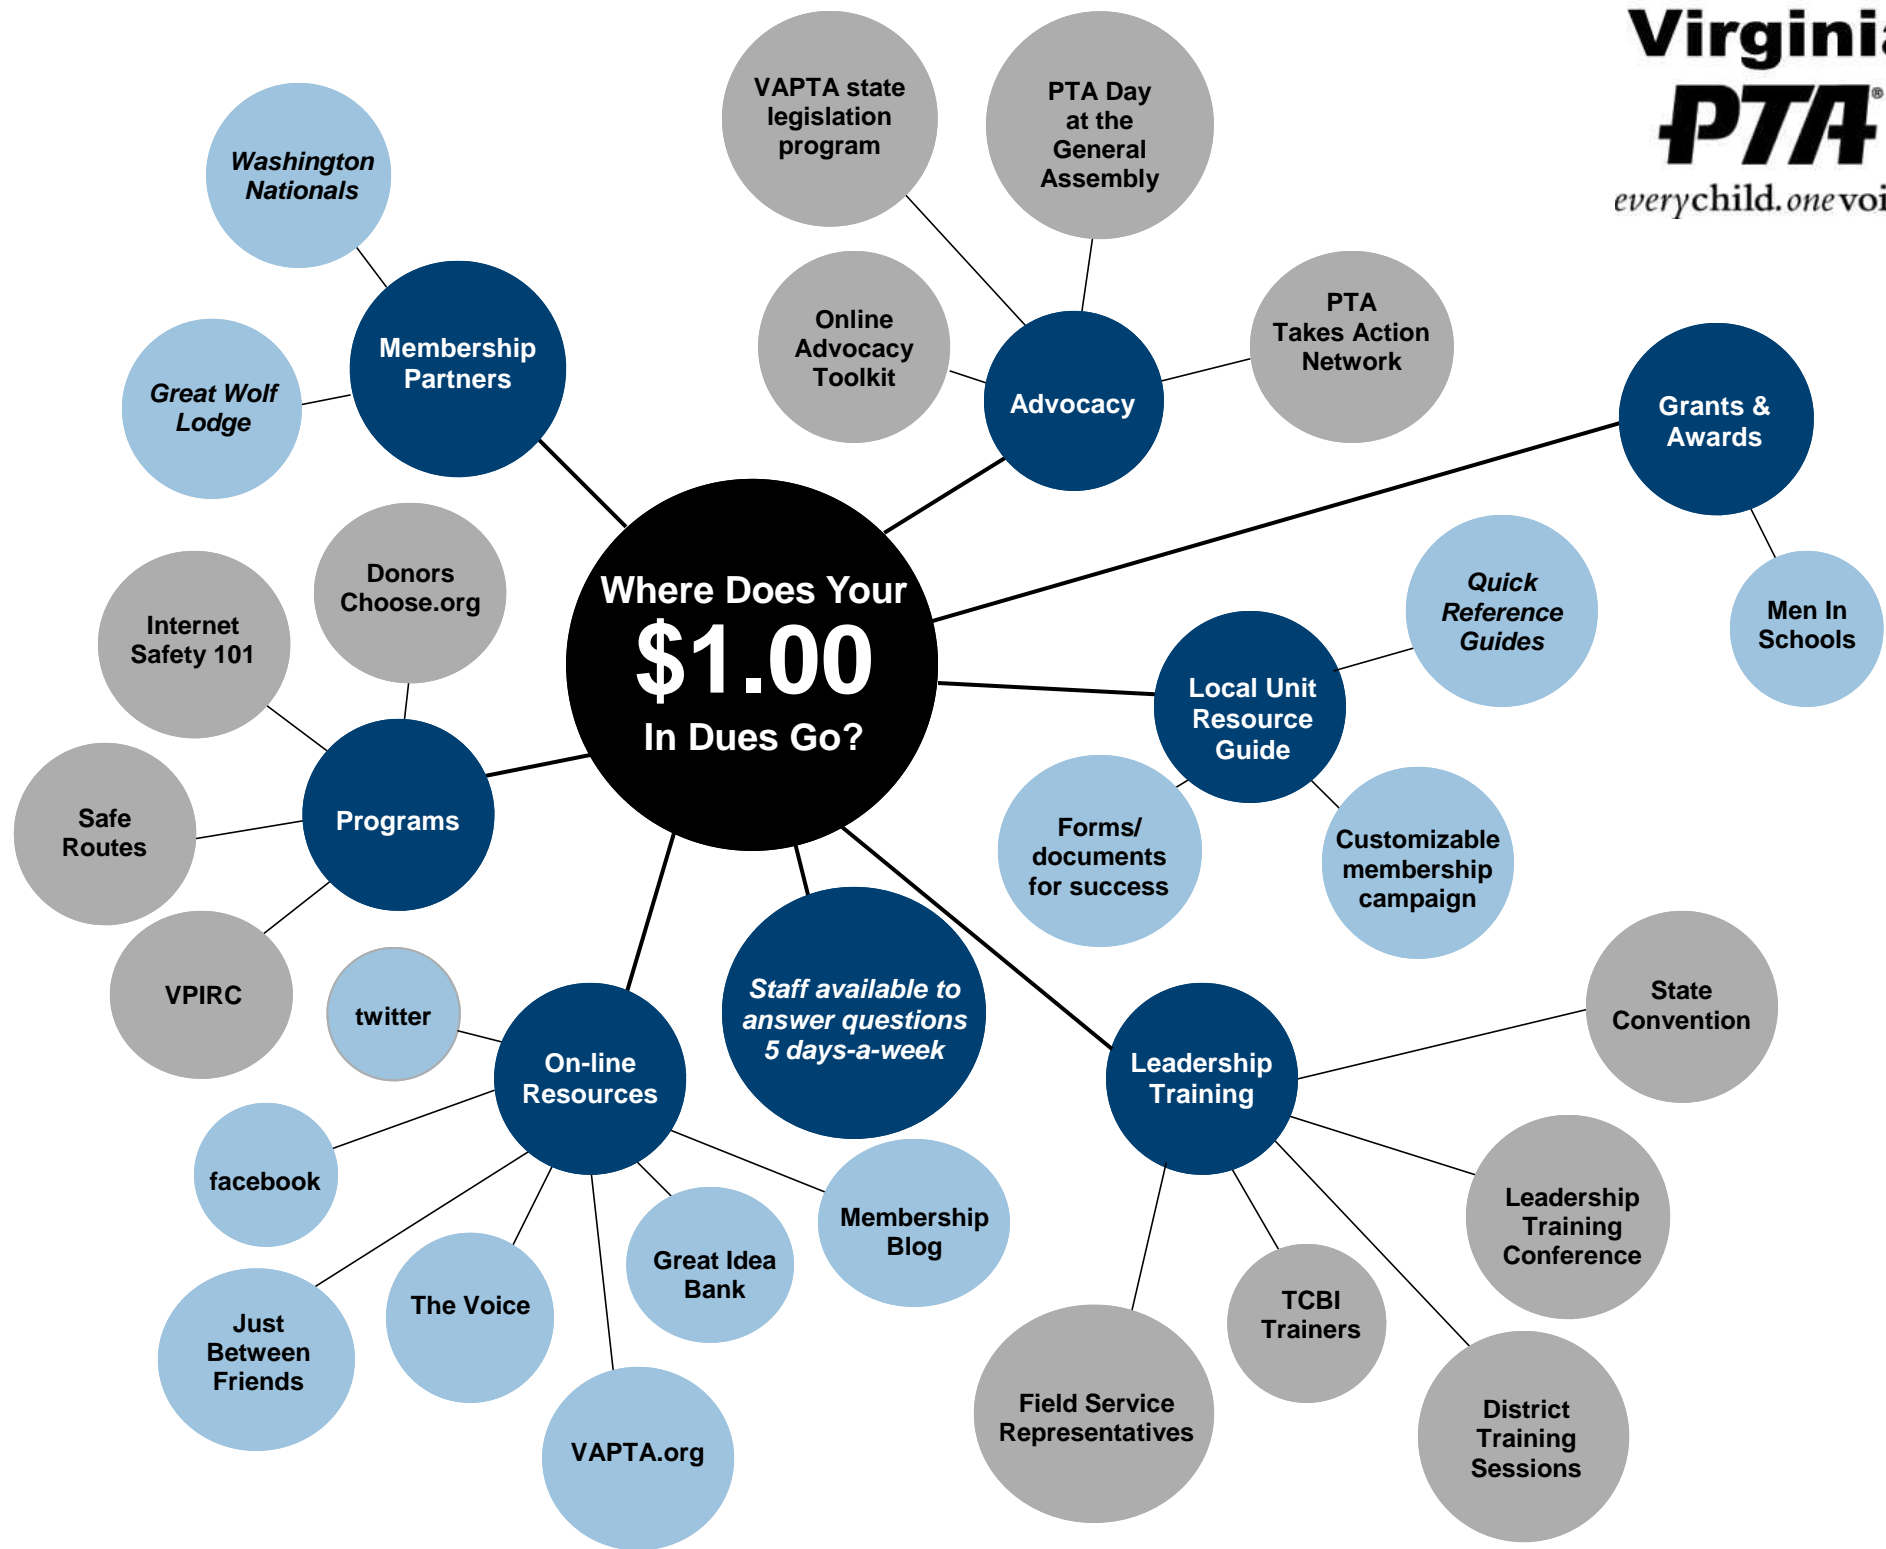 Virginia
PTA®
everychild.onevoi
VAPTA state
legislation
program
PTA Day
at the
General
Assembly
Washington
Nationals
Online
Advocacy
Toolkit
PTA
Takes Action
Network
Membership
Partners
Great Wolf
Lodge
Advocacy
Grants &
Awards
Donors
Choose.org
Internet
Safety 101
Where Does Your
$1.00
In Dues Go?
Quick
Reference
Guides
Men In
Schools
Local Unit
Resource
Guide
Safe
Routes
Programs
Forms/
documents
for success
Customizable
membership
campaign
VPIRC
twitter
Staff available to
answer questions
5 days-a-week
State
Convention
On-line
Resources
Leadership
Training
facebook
Membership
Blog
Great Idea
Bank
The Voice
Just
Between
Friends
VAPTA.org
Leadership
Training
Conference
TCBI
Trainers
Field Service
Representatives
District
Training
Sessions